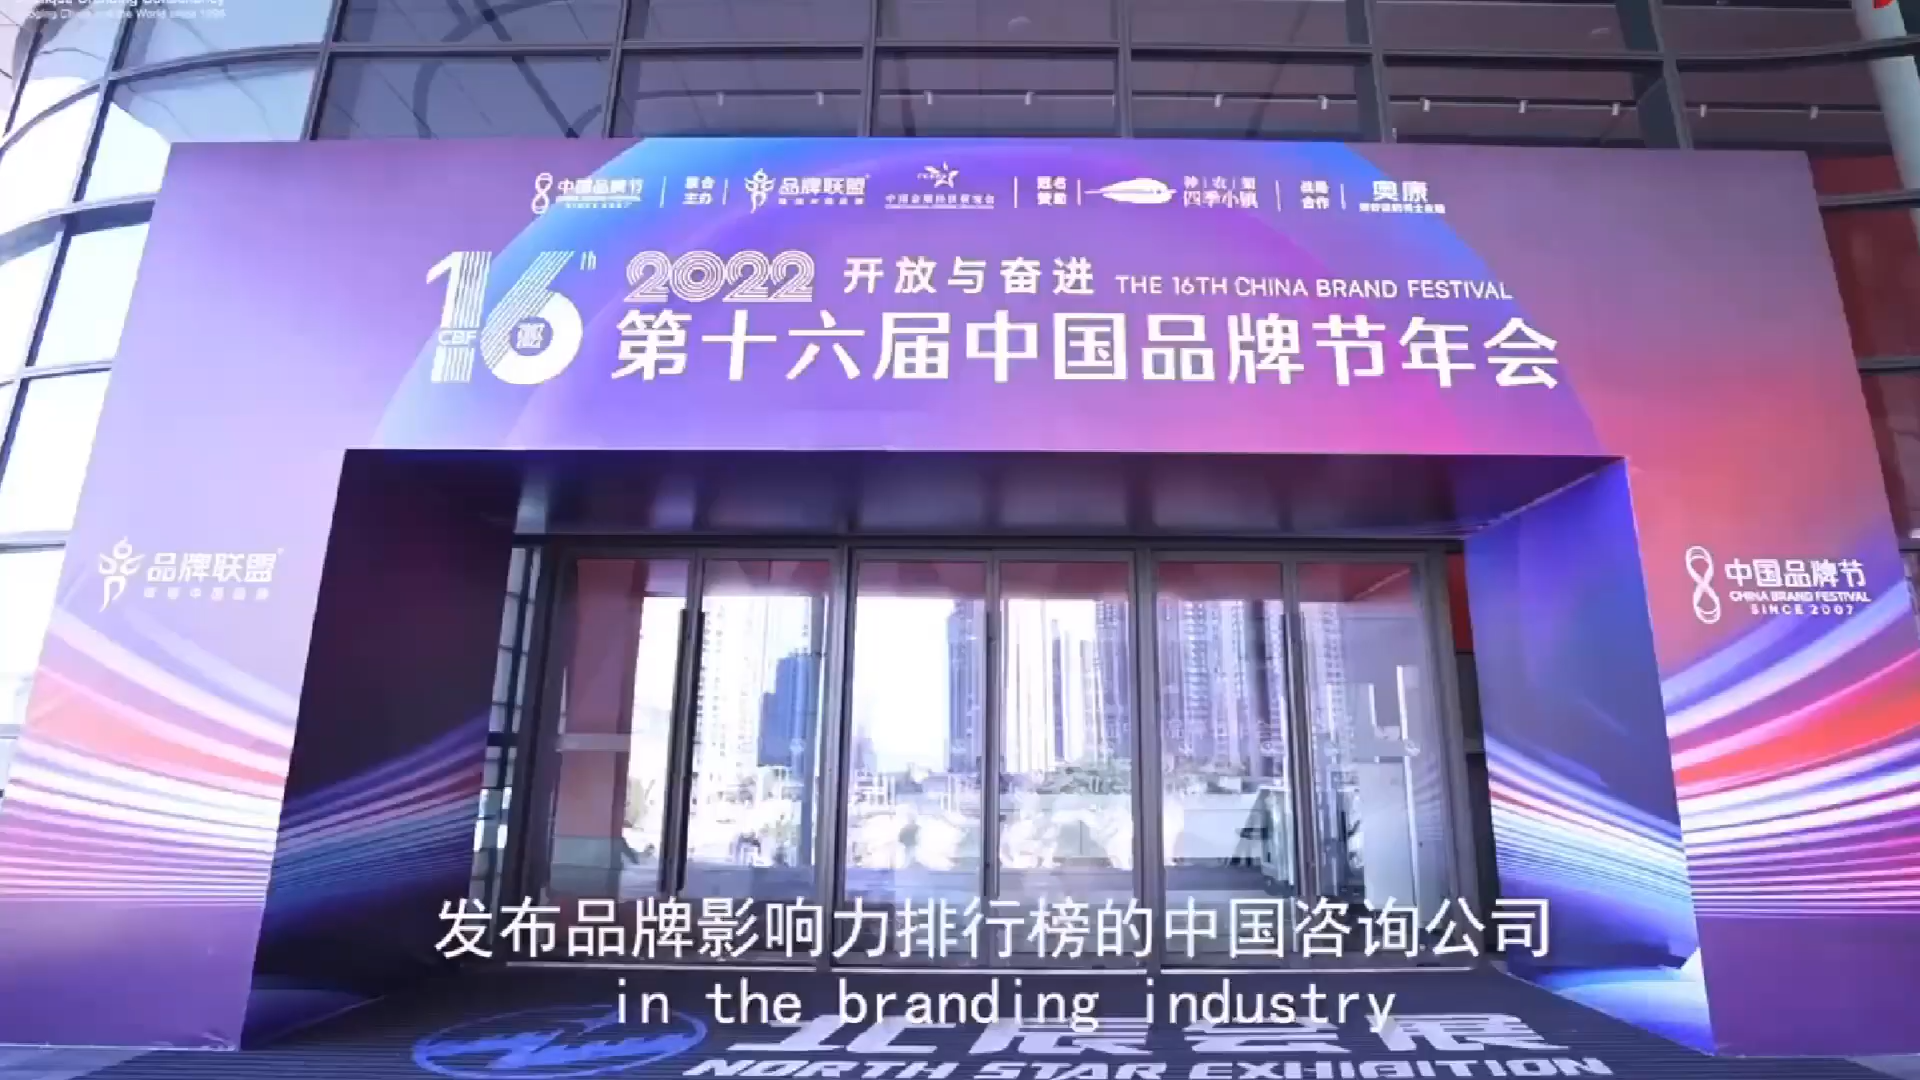 中国品牌节
联合主办
品牌联盟
冠名赞助
神农架
四季小镇
战略合作
奥康
16th
CBF
2022 开放与奋进 THE 16TH CHINA BRAND FESTIVAL
第十六届中国品牌节年会
品牌联盟
中国品牌节
CHINA BRAND FESTIVAL
SINCE 2007
发布品牌影响力排行榜的中国咨询公司
in the branding industry
北辰会展
NORTH STAR EXHIBITION